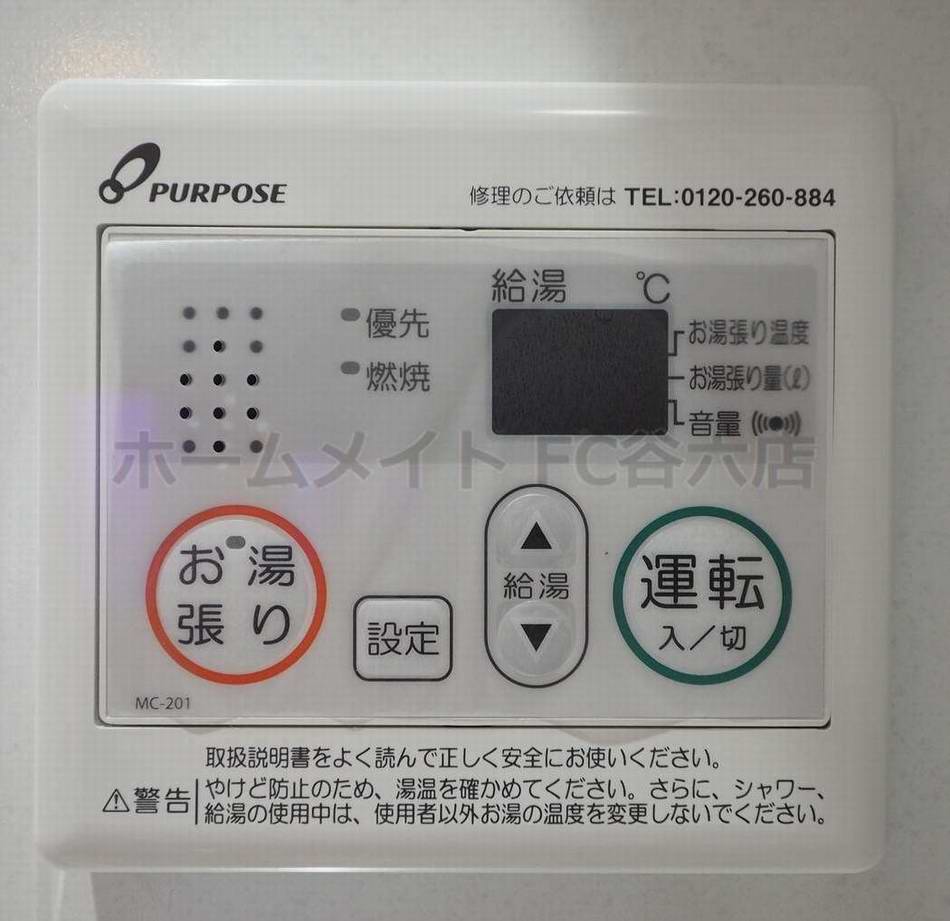 PURPOSE
修理のご依頼は TEL:0120-260-884
給湯 ℃
優先
お湯張り温度
燃焼
お湯張り量(ℓ)
音量
ホームメイト FC谷六店
お湯
張り
設定
▲
給湯
▼
運転
入／切
MC-201
取扱説明書をよく読んで正しく安全にお使いください。
⚠警告
やけど防止のため、湯温を確かめてください。さらに、シャワー、
給湯の使用中は、使用者以外お湯の温度を変更しないでください。